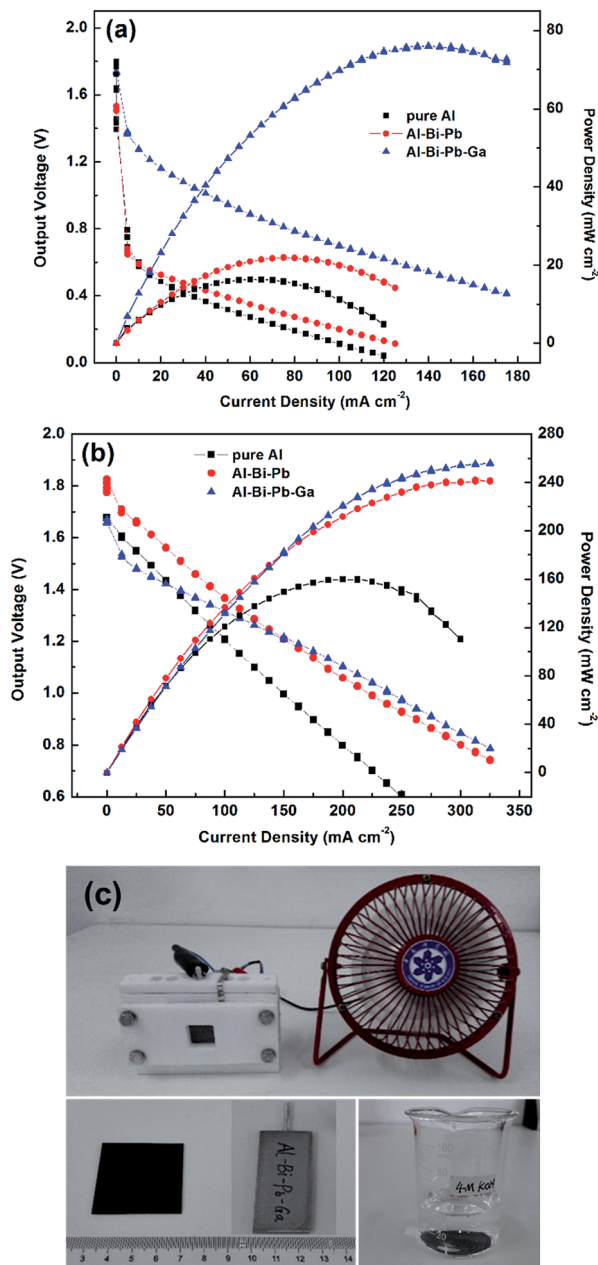 (a)
pure Al
Al-Bi-Pb
Al-Bi-Pb-Ga
Output Voltage (V)
2.0
1.6
1.2
0.8
0.4
0.0
Power Density (mW cm-2)
80
60
40
20
0
0 20 40 60 80 100 120 140 160 180
Current Density (mA cm-2)
(b)
pure Al
Al-Bi-Pb
Al-Bi-Pb-Ga
Output Voltage (V)
2.0
1.8
1.6
1.4
1.2
1.0
0.8
0.6
Power Density (mW cm-2)
280
240
200
160
120
80
40
0
0 50 100 150 200 250 300 350
Current Density (mA cm-2)
(c)
Al-Bi-Pb-Ga
3 4 5 6 7 8 9 10 11 12 13 14
100
4-M KOH
20